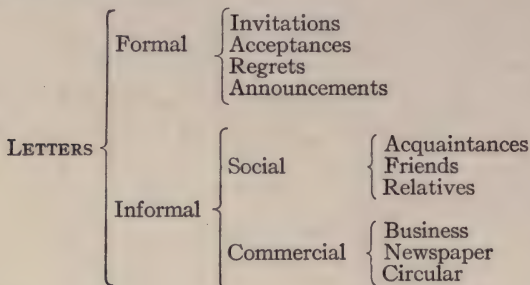 Invitations
Formal Acceptances
Regrets
Announcements
LETTERS
Acquaintances
Social Friends
Relatives
Informal
Business
Commercial Newspaper
Circular